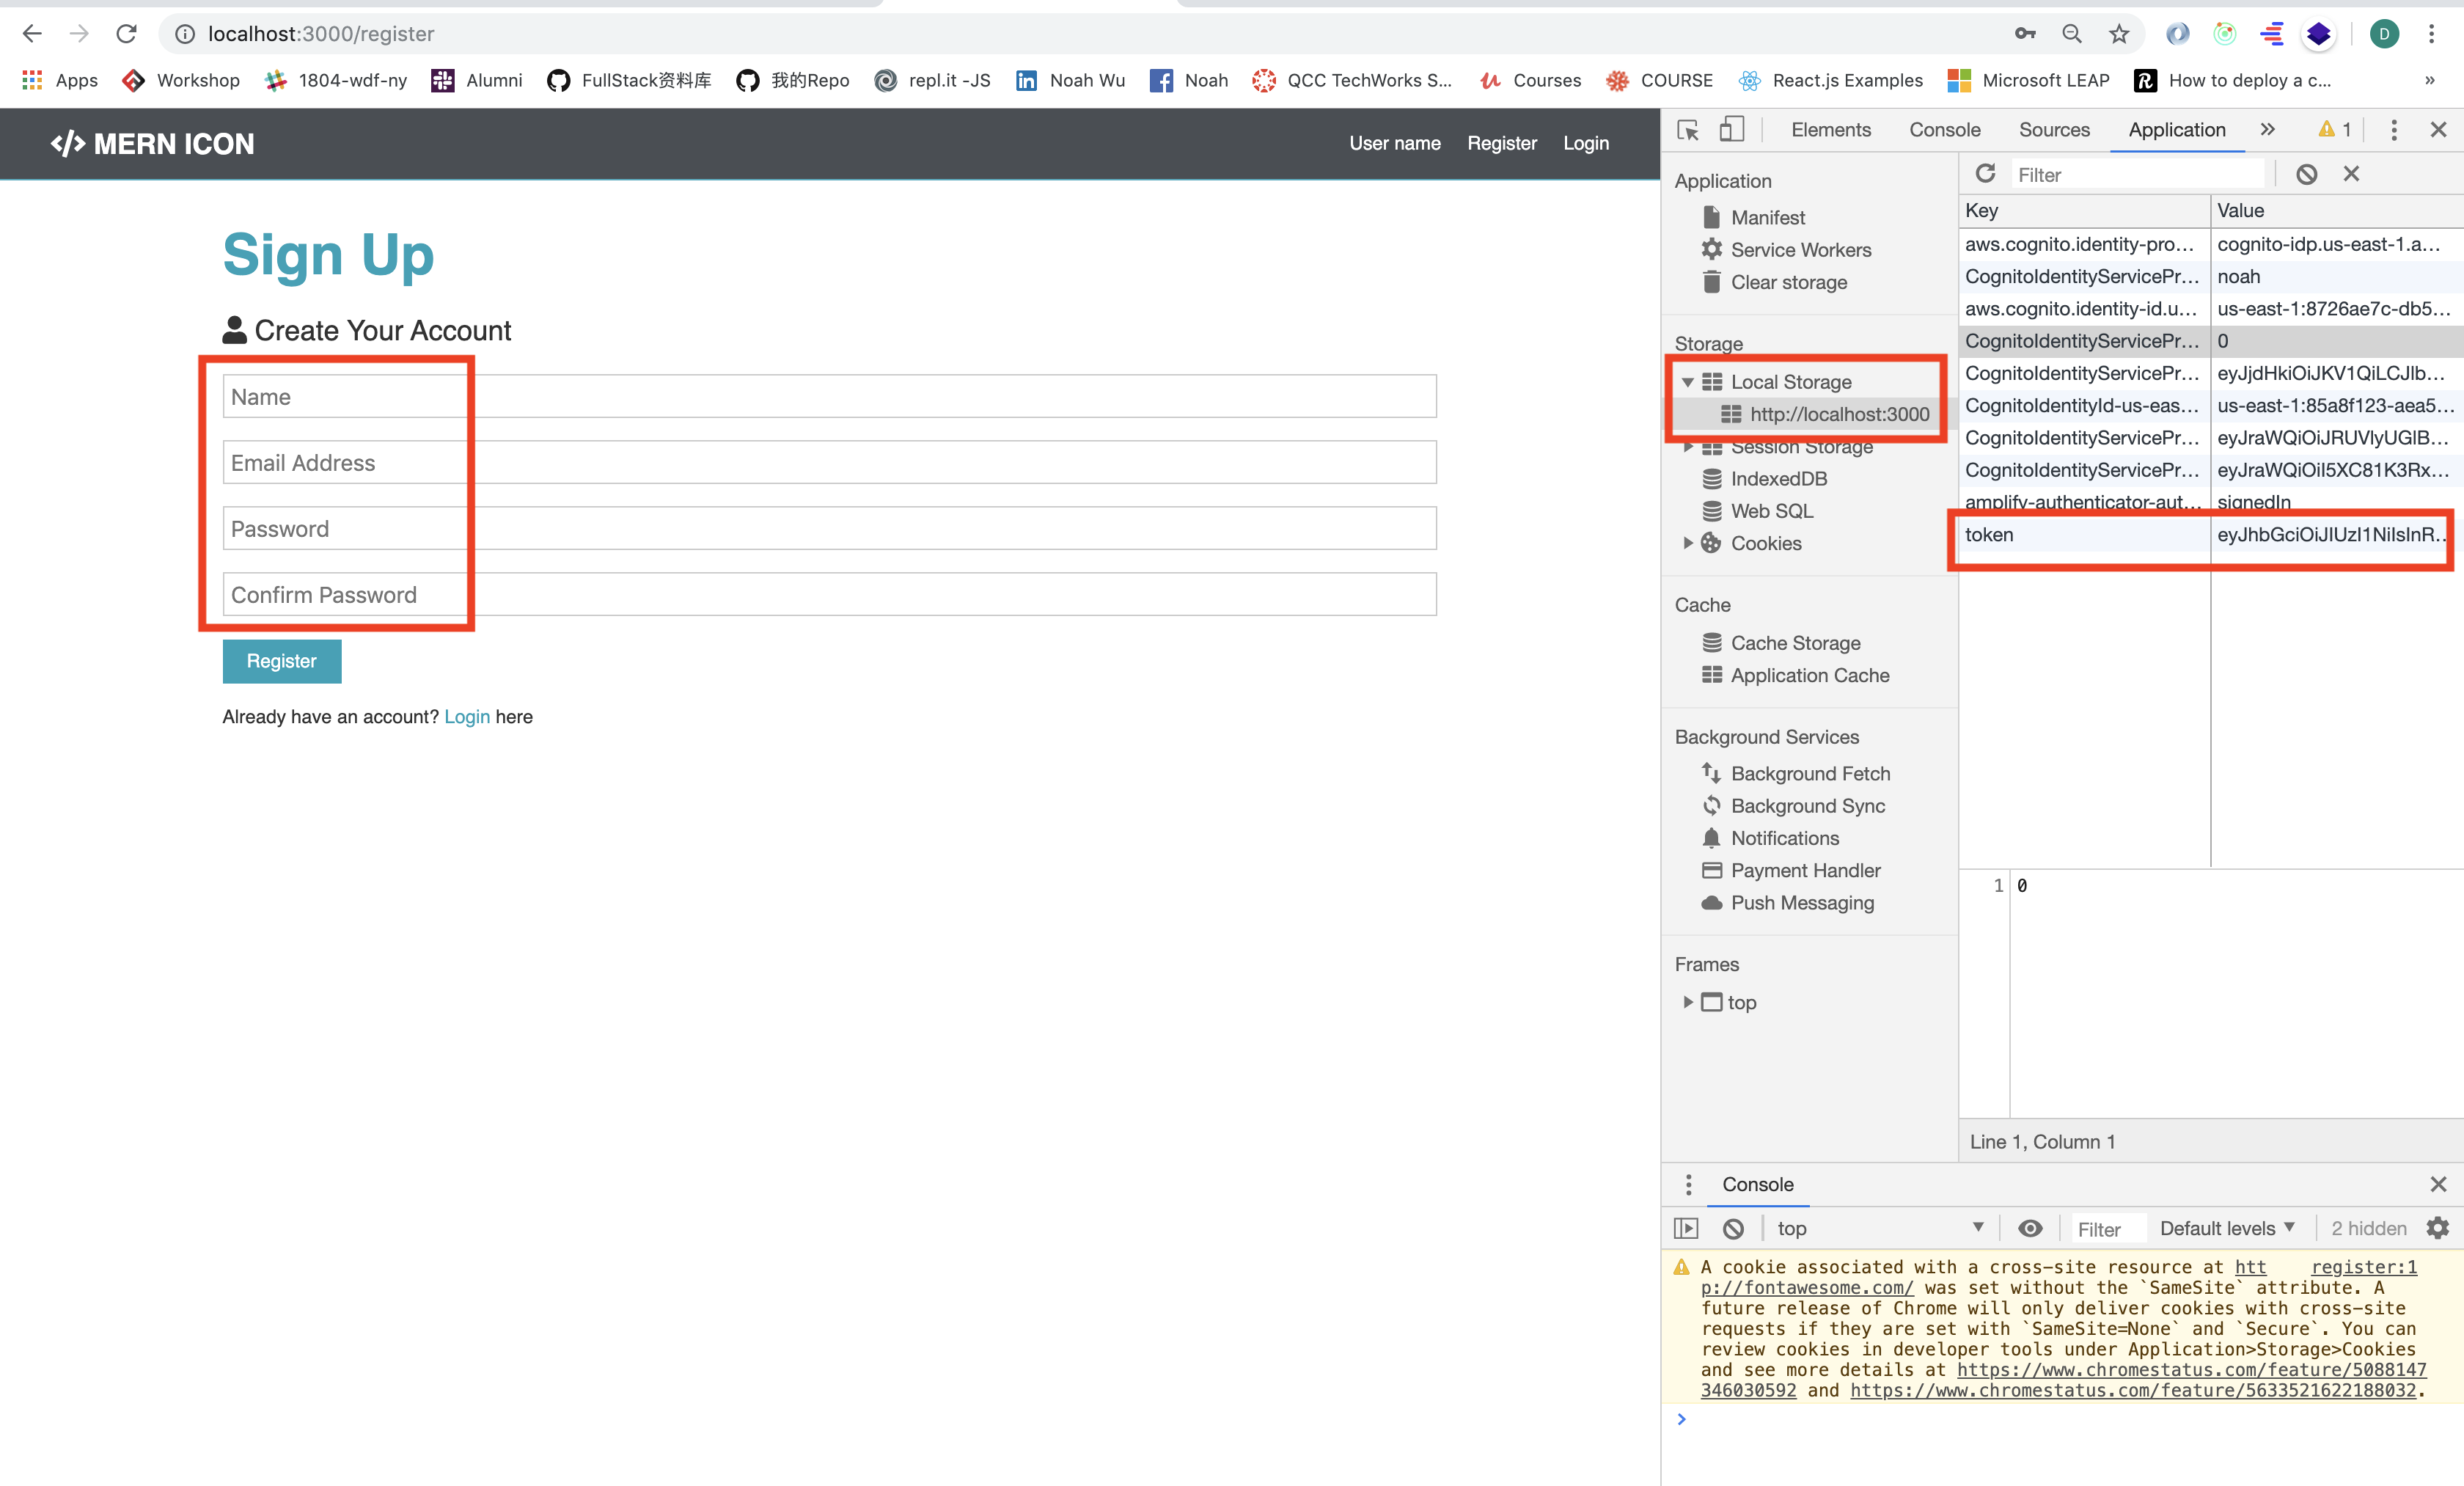 localhost:3000/register
D
Apps Workshop 1804-wdf-ny Alumni FullStack资料库 我的Repo repl.it -JS Noah Wu Noah QCC TechWorks S... Courses COURSE React.js Examples Microsoft LEAP How to deploy a c... »
</> MERN ICON
User name Register Login
Sign Up
Create Your Account
Name
Email Address
Password
Confirm Password
Register
Already have an account? Login here
Elements Console Sources Application » 1
Application
Manifest
Service Workers
Clear storage
Storage
Local Storage
http://localhost:3000
Session Storage
IndexedDB
Web SQL
Cookies
Cache
Cache Storage
Application Cache
Background Services
Background Fetch
Background Sync
Notifications
Payment Handler
Push Messaging
Frames
top
Filter
Key Value
aws.cognito.identity-pro... cognito-idp.us-east-1.a...
CognitoIdentityServicePr... noah
aws.cognito.identity-id.u... us-east-1:8726ae7c-db5...
CognitoIdentityServicePr... 0
CognitoIdentityServicePr... eyJjdHkiOiJKV1QiLCJlb...
CognitoIdentityId-us-eas... us-east-1:85a8f123-aea5...
CognitoIdentityServicePr... eyJraWQiOiJRUVlyUGlB...
CognitoIdentityServicePr... eyJraWQiOiI5XC81K3Rx...
amplify-authenticator-aut... signedIn
token eyJhbGciOiJIUzI1NiIsInR...
1 0
Line 1, Column 1
Console
top Filter Default levels 2 hidden
A cookie associated with a cross-site resource at htt register:1
p://fontawesome.com/ was set without the `SameSite` attribute. A
future release of Chrome will only deliver cookies with cross-site
requests if they are set with `SameSite=None` and `Secure`. You can
review cookies in developer tools under Application>Storage>Cookies
and see more details at https://www.chromestatus.com/feature/5088147
346030592 and https://www.chromestatus.com/feature/5633521622188032.